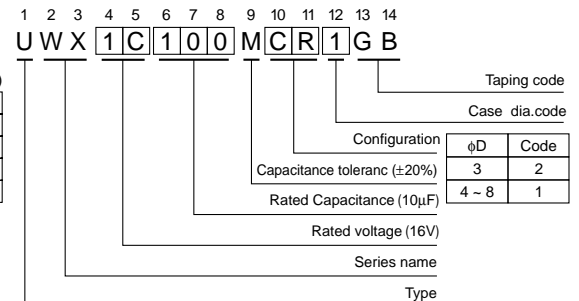 1 2 3 4 5 6 7 8 9 10 11 12 13 14
U W X 1 C 1 0 0 M C R 1 G B
)
Taping code
Case dia.code
Configuration
ϕD Code
3 2
4 ~ 8 1
Capacitance toleranc (±20%)
Rated Capacitance (10µF)
Rated voltage (16V)
Series name
Type